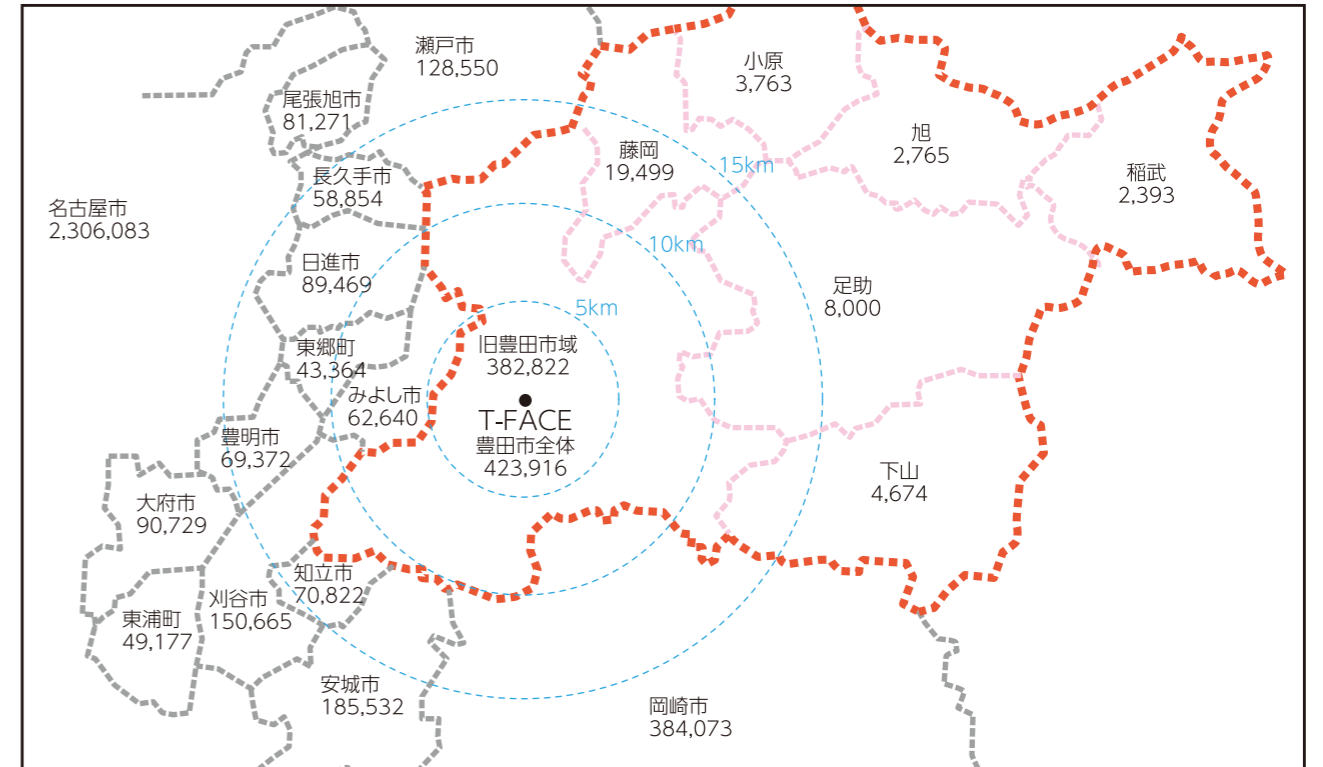 瀬戸市
128,550
小原
3,763
尾張旭市
81,271
旭
2,765
藤岡
19,499
15km
稲武
2,393
長久手市
58,854
名古屋市
2,306,083
10km
日進市
89,469
足助
8,000
5km
東郷町
43,364
旧豊田市域
382,822
みよし市
62,640
T-FACE
豊田市全体
423,916
豊明市
69,372
下山
4,674
大府市
90,729
知立市
70,822
刈谷市
150,665
東浦町
49,177
安城市
185,532
岡崎市
384,073